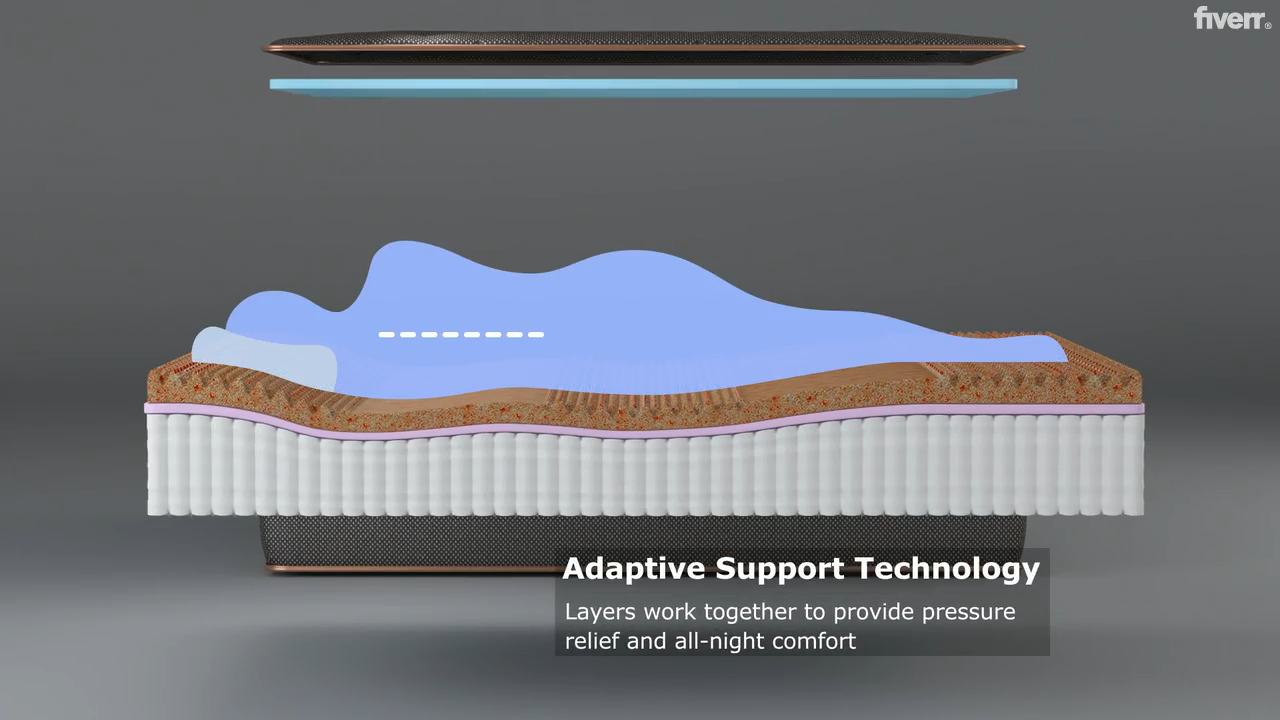 fiverr®
Adaptive Support Technology
Layers work together to provide pressure
relief and all-night comfort